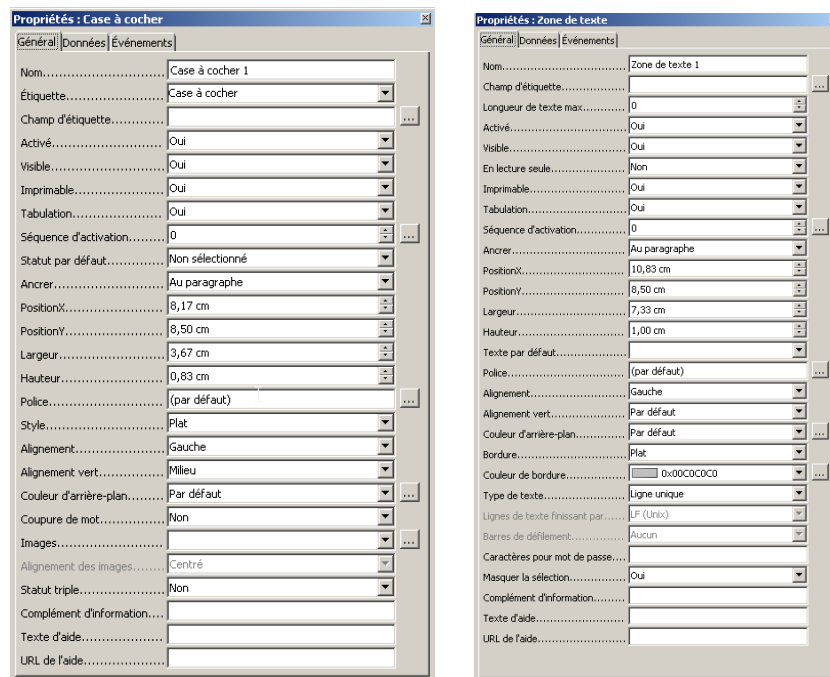 Propriétés : Case à cocher
Général Données Événements
Nom........................... Case à cocher 1
Étiquette..................... Case à cocher
Champ d'étiquette............. ...
Activé........................ Oui
Visible....................... Oui
Imprimable.................... Oui
Tabulation.................... Oui
Séquence d'activation......... 0 ...
Statut par défaut............. Non sélectionné
Ancrer........................ Au paragraphe
PositionX..................... 8,17 cm
PositionY..................... 8,50 cm
Largeur....................... 3,67 cm
Hauteur....................... 0,83 cm
Police........................ (par défaut) ...
Style......................... Plat
Alignement.................... Gauche
Alignement vert............... Milieu
Couleur d'arrière-plan........ Par défaut ...
Coupure de mot................ Non
Images........................ ...
Alignement des images......... Centré
Statut triple................. Non
Complément d'information....
Texte d'aide..................
URL de l'aide.................
Propriétés : Zone de texte
Général Données Événements
Nom........................... Zone de texte 1
Champ d'étiquette............. ...
Longueur de texte max......... 0
Activé........................ Oui
Visible....................... Oui
En lecture seule.............. Non
Imprimable.................... Oui
Tabulation.................... Oui
Séquence d'activation......... 0 ...
Ancrer........................ Au paragraphe
PositionX..................... 10,83 cm
PositionY..................... 8,50 cm
Largeur....................... 7,33 cm
Hauteur....................... 1,00 cm
Texte par défaut..............
Police........................ (par défaut) ...
Alignement.................... Gauche
Alignement vert............... Par défaut
Couleur d'arrière-plan........ Par défaut ...
Bordure....................... Plat
Couleur de bordure............ 0x00C0C0C0 ...
Type de texte................. Ligne unique
Lignes de texte finissant par...... LF (Unix)
Barres de défilement.......... Aucun
Caractères pour mot de passe....
Masquer la sélection.......... Oui
Complément d'information.........
Texte d'aide..................
URL de l'aide.................